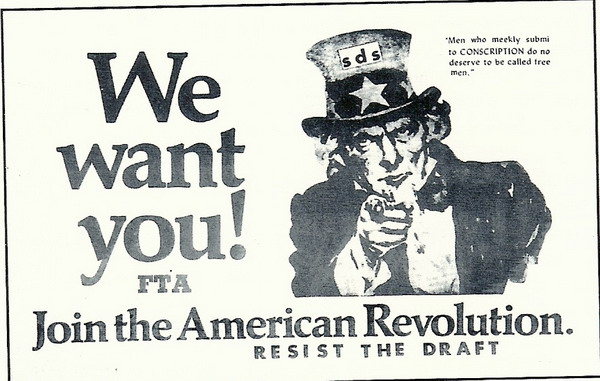 We
want
you!
FTA
sds
"Men who meekly submi
to CONSCRIPTION do no
deserve to be called free
men."
Join the American Revolution.
RESIST THE DRAFT